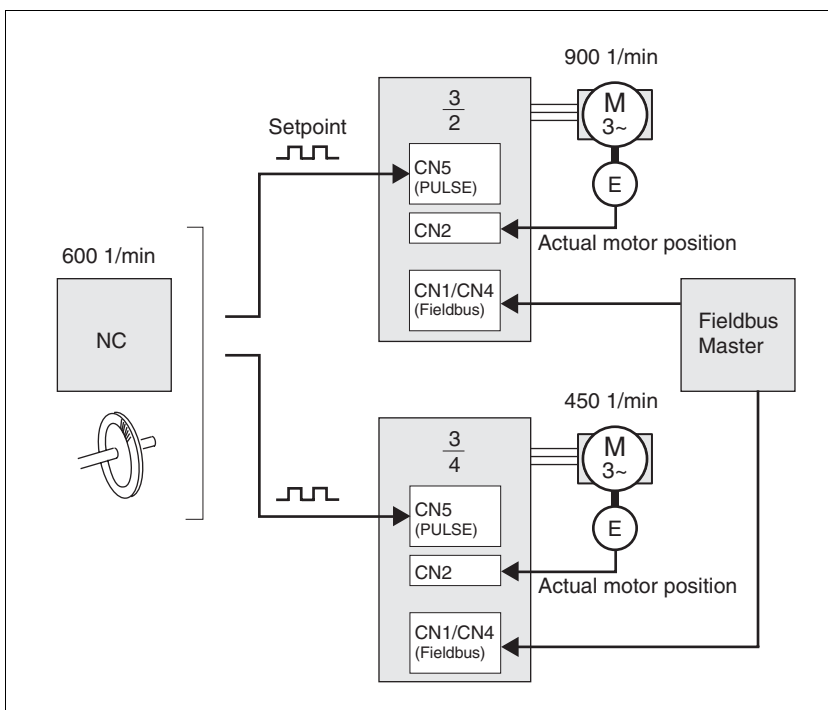 900 1/min
3
2
M
3~
Setpoint
CN5
(PULSE)
E
CN2
Actual motor position
600 1/min
NC
CN1/CN4
(Fieldbus)
Fieldbus
Master
450 1/min
3
4
M
3~
CN5
(PULSE)
E
CN2
Actual motor position
CN1/CN4
(Fieldbus)